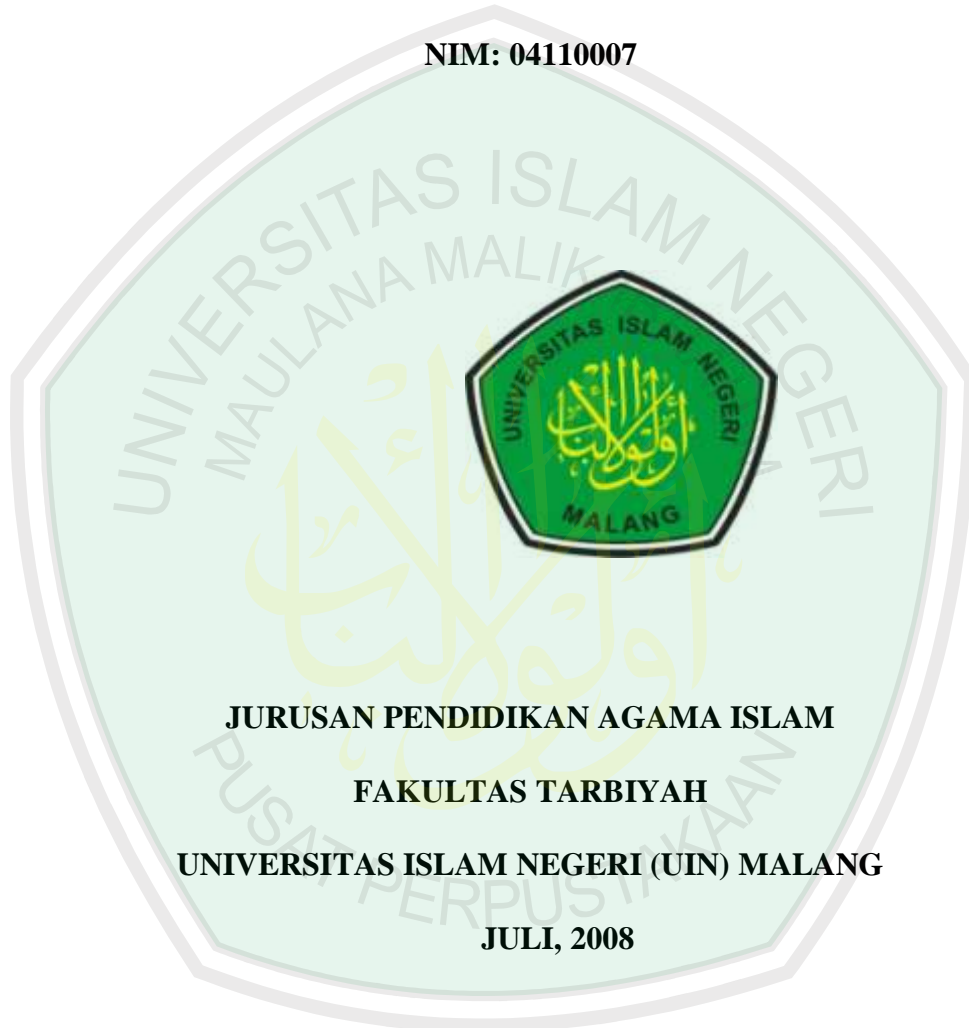 NIM: 04110007
UNIVERSITAS ISLAM NEGERI
MAULANA MALIK
UNIVERSITAS ISLAM NEGERI
أولوالألباب
MALANG
JURUSAN PENDIDIKAN AGAMA ISLAM
FAKULTAS TARBIYAH
UNIVERSITAS ISLAM NEGERI (UIN) MALANG
JULI, 2008
PUSAT PERPUSTAKAAN